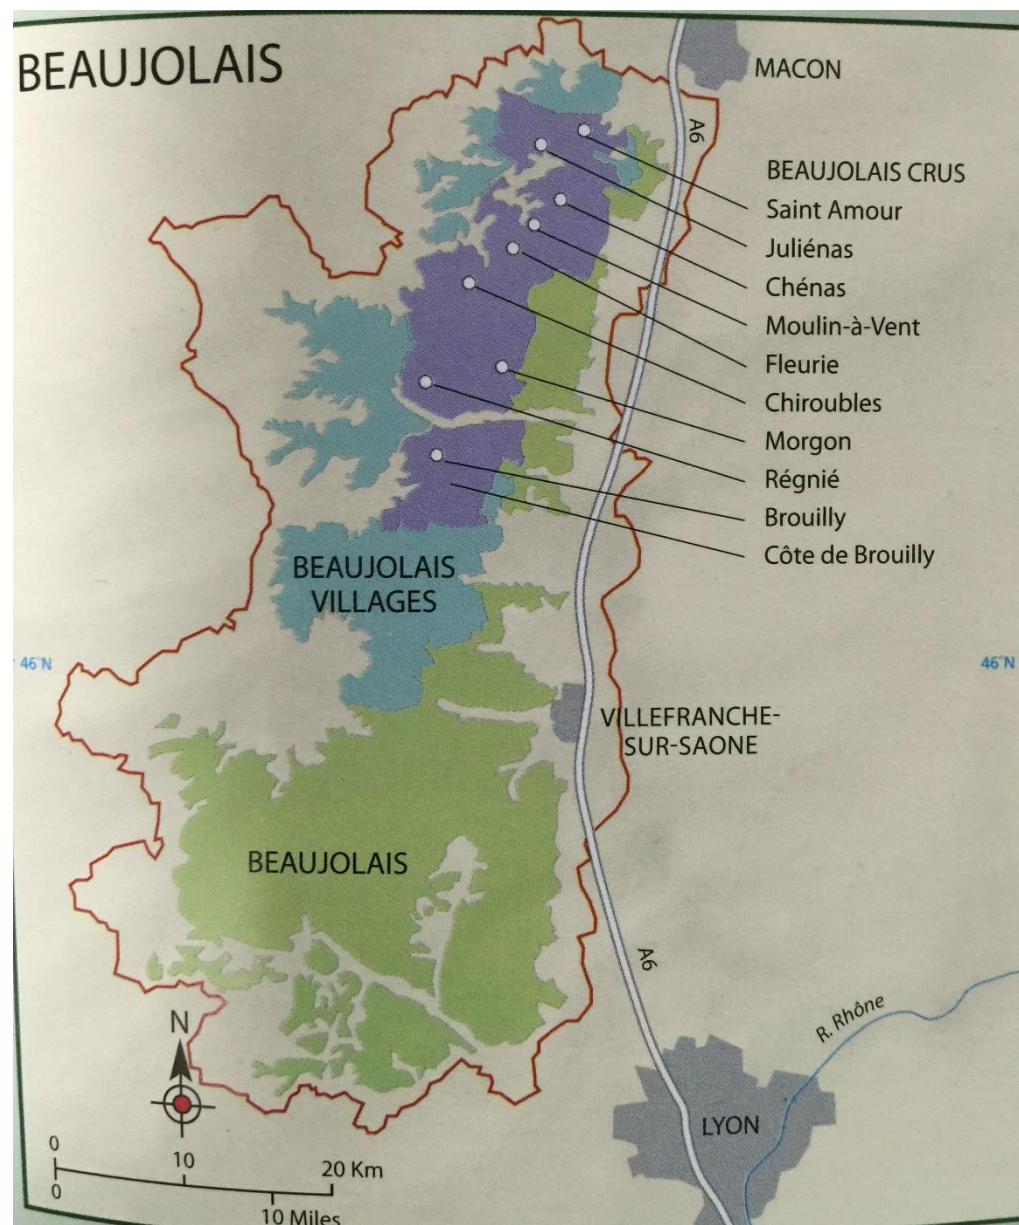 BEAUJOLAIS
MACON
A6
BEAUJOLAIS CRUS
Saint Amour
Juliénas
Chénas
Moulin-à-Vent
Fleurie
Chiroubles
Morgon
Régnié
Brouilly
Côte de Brouilly
BEAUJOLAIS
VILLAGES
46°N
46°N
VILLEFRANCHE-
SUR-SAONE
BEAUJOLAIS
A6
R. Rhône
N
LYON
0
10
20 Km
0
10 Miles